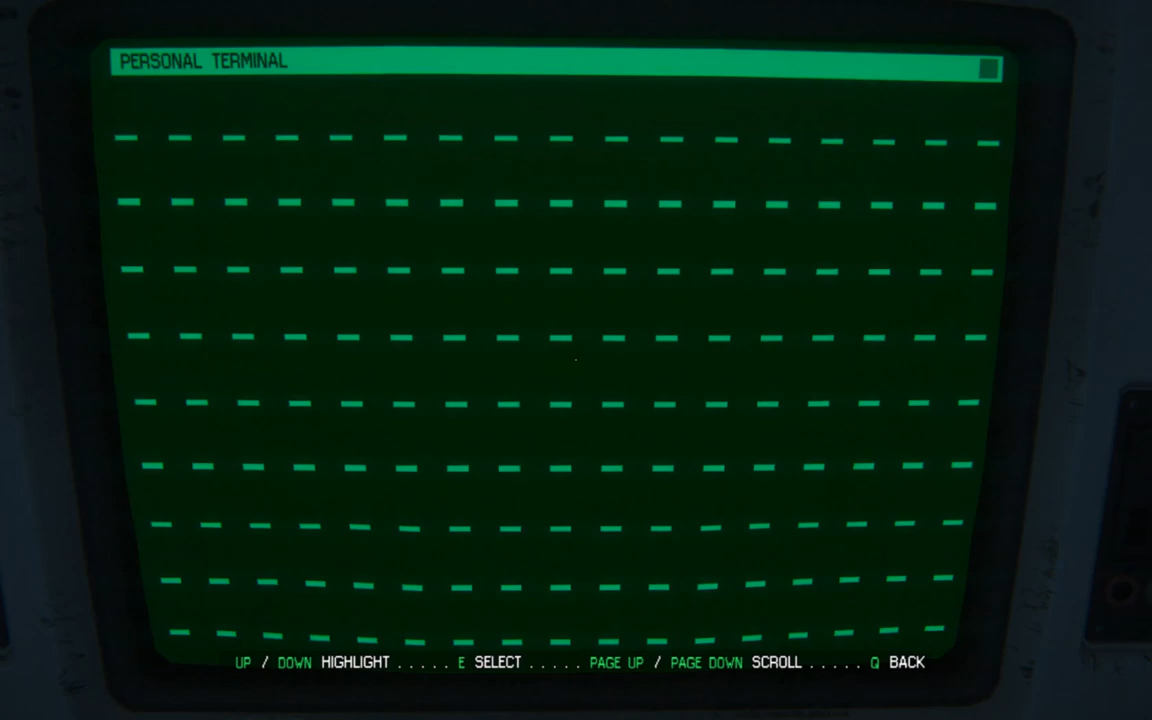 PERSONAL TERMINAL
UP / DOWN HIGHLIGHT ..... E SELECT ..... PAGE UP / PAGE DOWN SCROLL ..... Q BACK